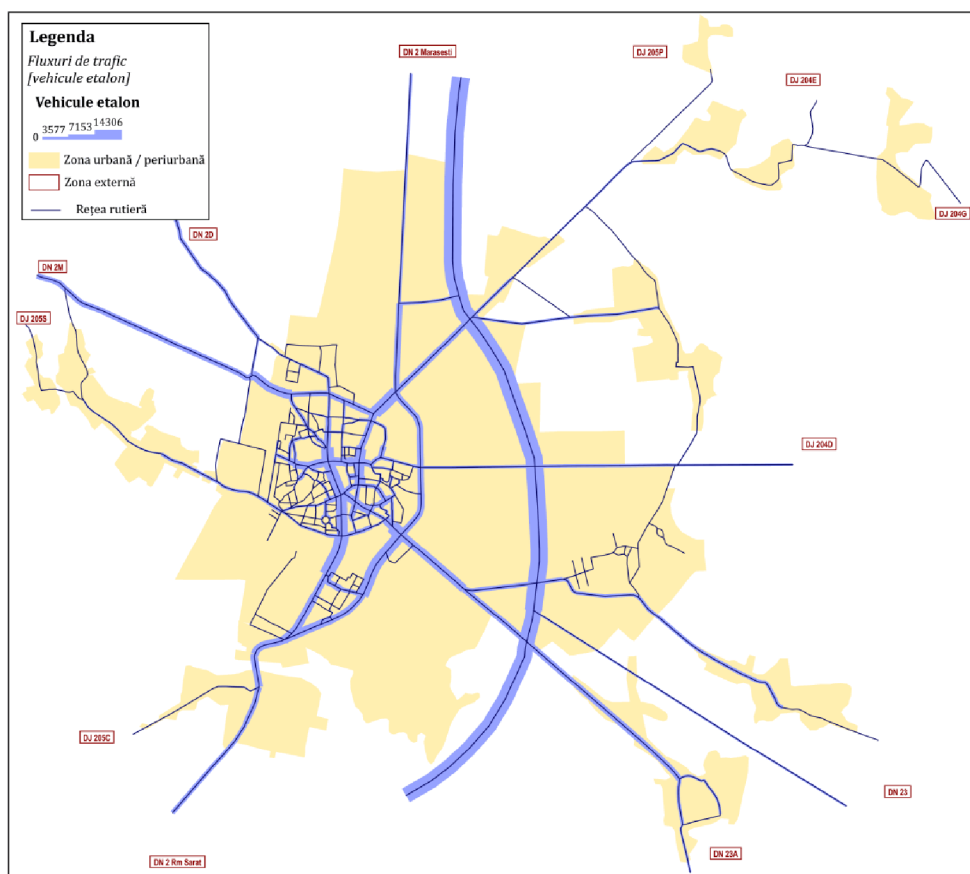 Legenda
Fluxuri de trafic
[vehicule etalon]
Vehicule etalon
0 3577 7153 14306
Zona urbană / periurbană
Zona externă
Rețea rutieră
DN 2 Marasesti
DJ 205P
DJ 204E
DJ 204G
DN 2D
DN 2M
DJ 205S
DJ 204D
DJ 205C
DN 23
DN 2 Rm Sarat
DN 23A